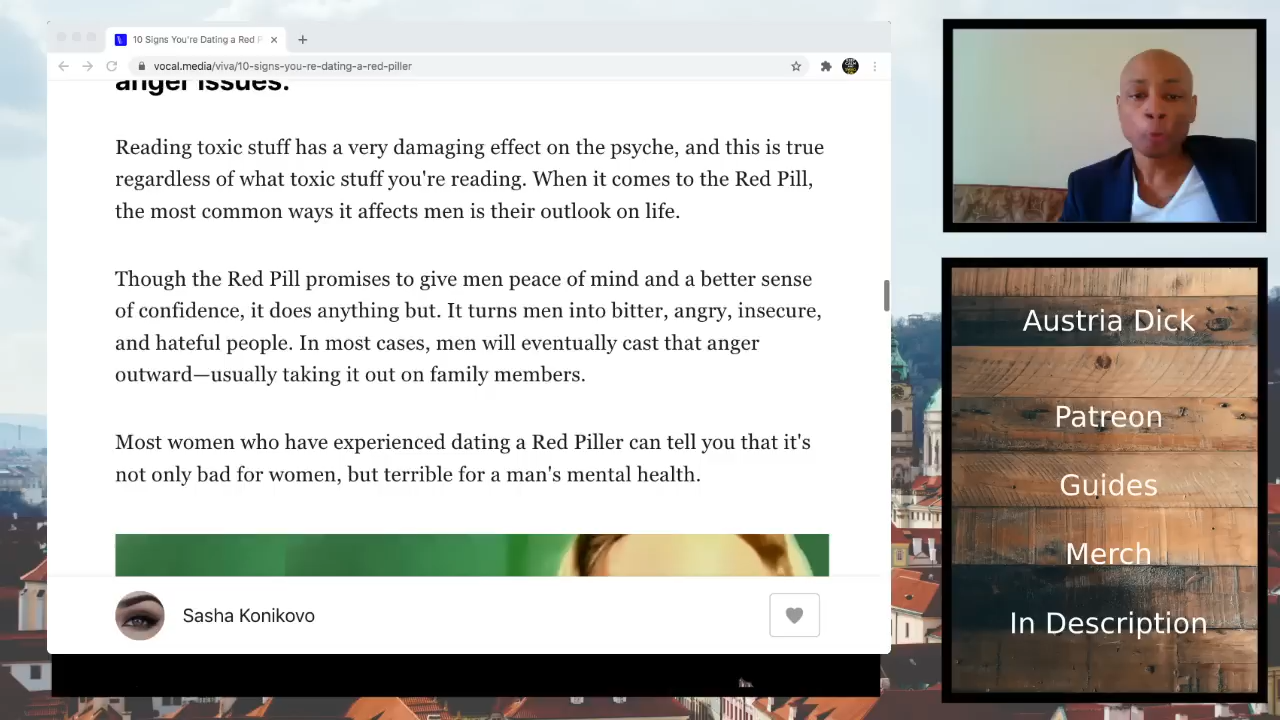 10 Signs You're Dating a Red P
vocal.media/viva/10-signs-you-re-dating-a-red-piller
anger issues.
Reading toxic stuff has a very damaging effect on the psyche, and this is true
regardless of what toxic stuff you're reading. When it comes to the Red Pill,
the most common ways it affects men is their outlook on life.
Though the Red Pill promises to give men peace of mind and a better sense
of confidence, it does anything but. It turns men into bitter, angry, insecure,
and hateful people. In most cases, men will eventually cast that anger
outward—usually taking it out on family members.
Most women who have experienced dating a Red Piller can tell you that it's
not only bad for women, but terrible for a man's mental health.
Sasha Konikovo
Austria Dick
Patreon
Guides
Merch
In Description